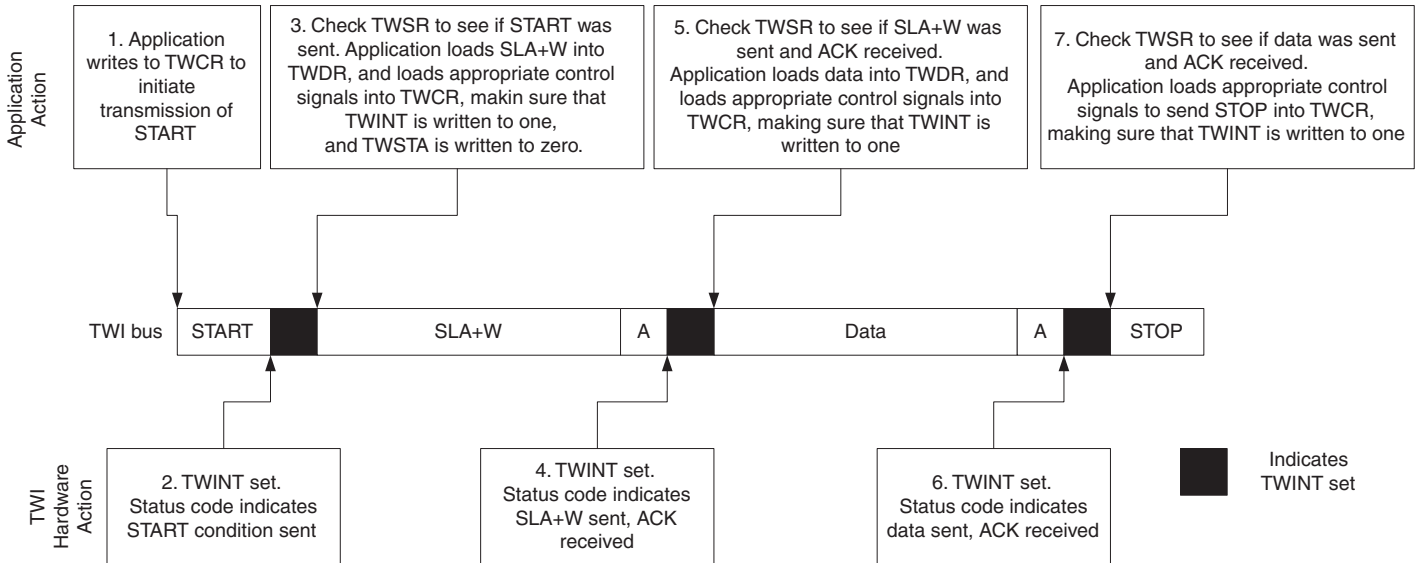 Application
Action
1. Application
writes to TWCR to
initiate
transmission of
START
3. Check TWSR to see if START was
sent. Application loads SLA+W into
TWDR, and loads appropriate control
signals into TWCR, makin sure that
TWINT is written to one,
and TWSTA is written to zero.
5. Check TWSR to see if SLA+W was
sent and ACK received.
Application loads data into TWDR, and
loads appropriate control signals into
TWCR, making sure that TWINT is
written to one
7. Check TWSR to see if data was sent
and ACK received.
Application loads appropriate control
signals to send STOP into TWCR,
making sure that TWINT is written to one
TWI bus
START
SLA+W
A
Data
A
STOP
TWI
Hardware
Action
2. TWINT set.
Status code indicates
START condition sent
4. TWINT set.
Status code indicates
SLA+W sent, ACK
received
6. TWINT set.
Status code indicates
data sent, ACK received
Indicates
TWINT set